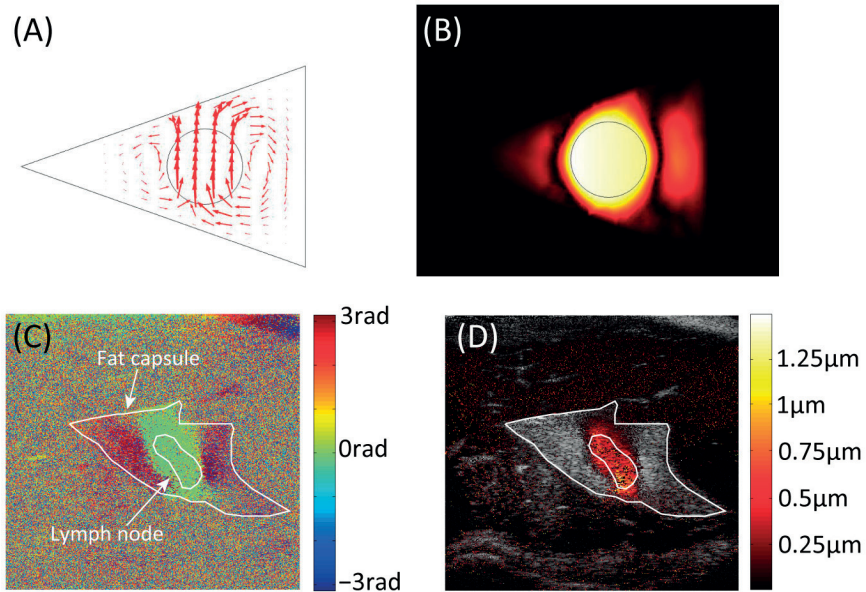 (A)
(B)
(C)
Fat capsule
Lymph node
3rad
0rad
−3rad
(D)
1.25µm
1µm
0.75µm
0.5µm
0.25µm